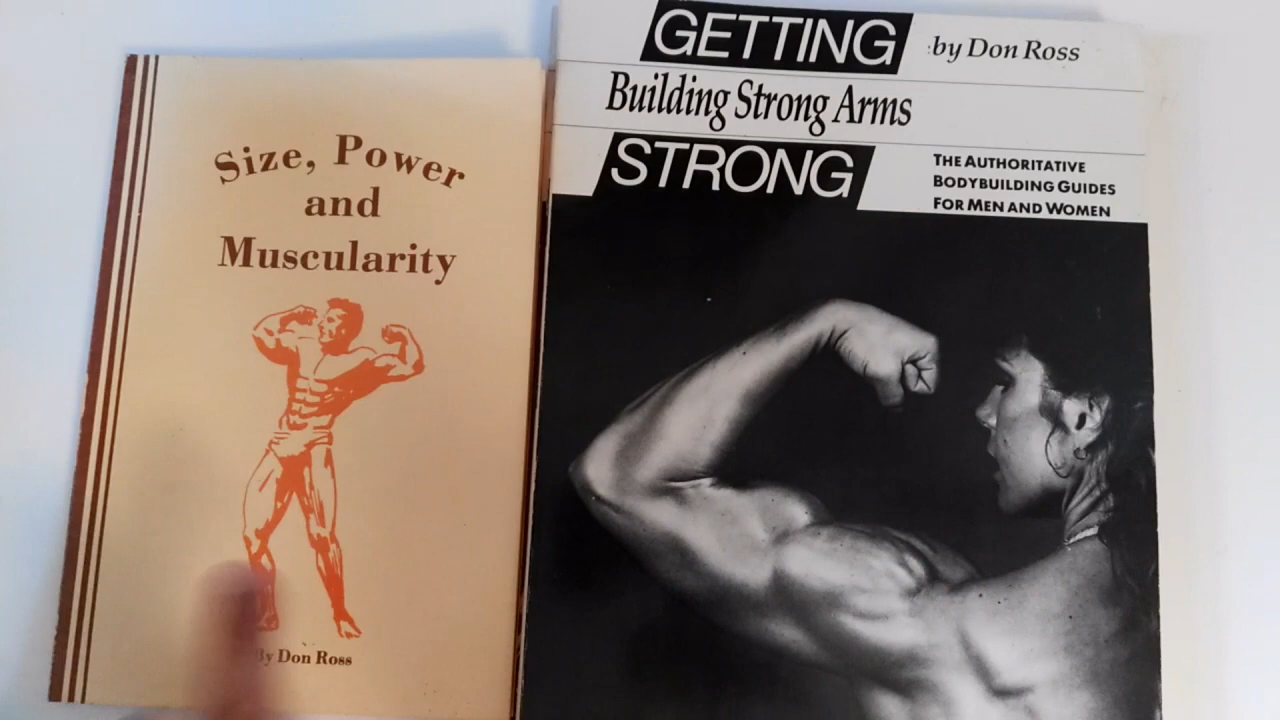 Size, Power
and
Muscularity
By Don Ross
GETTING
by Don Ross
Building Strong Arms
STRONG
THE AUTHORITATIVE
BODYBUILDING GUIDES
FOR MEN AND WOMEN